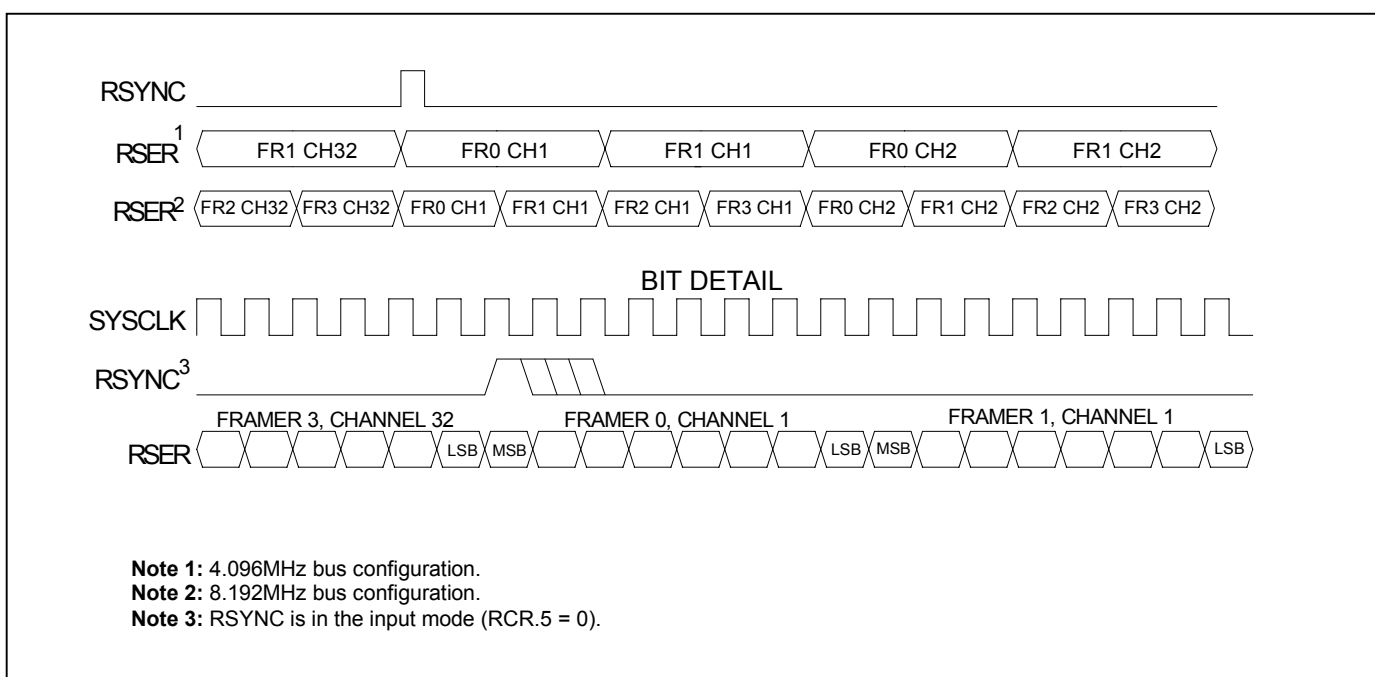 RSYNC
RSER1 FR1 CH32 FR0 CH1 FR1 CH1 FR0 CH2 FR1 CH2
RSER2 FR2 CH32 FR3 CH32 FR0 CH1 FR1 CH1 FR2 CH1 FR3 CH1 FR0 CH2 FR1 CH2 FR2 CH2 FR3 CH2
BIT DETAIL
SYSCLK
RSYNC3
FRAMER 3, CHANNEL 32 FRAMER 0, CHANNEL 1 FRAMER 1, CHANNEL 1
RSER LSB MSB LSB MSB LSB
Note 1: 4.096MHz bus configuration.
Note 2: 8.192MHz bus configuration.
Note 3: RSYNC is in the input mode (RCR.5 = 0).